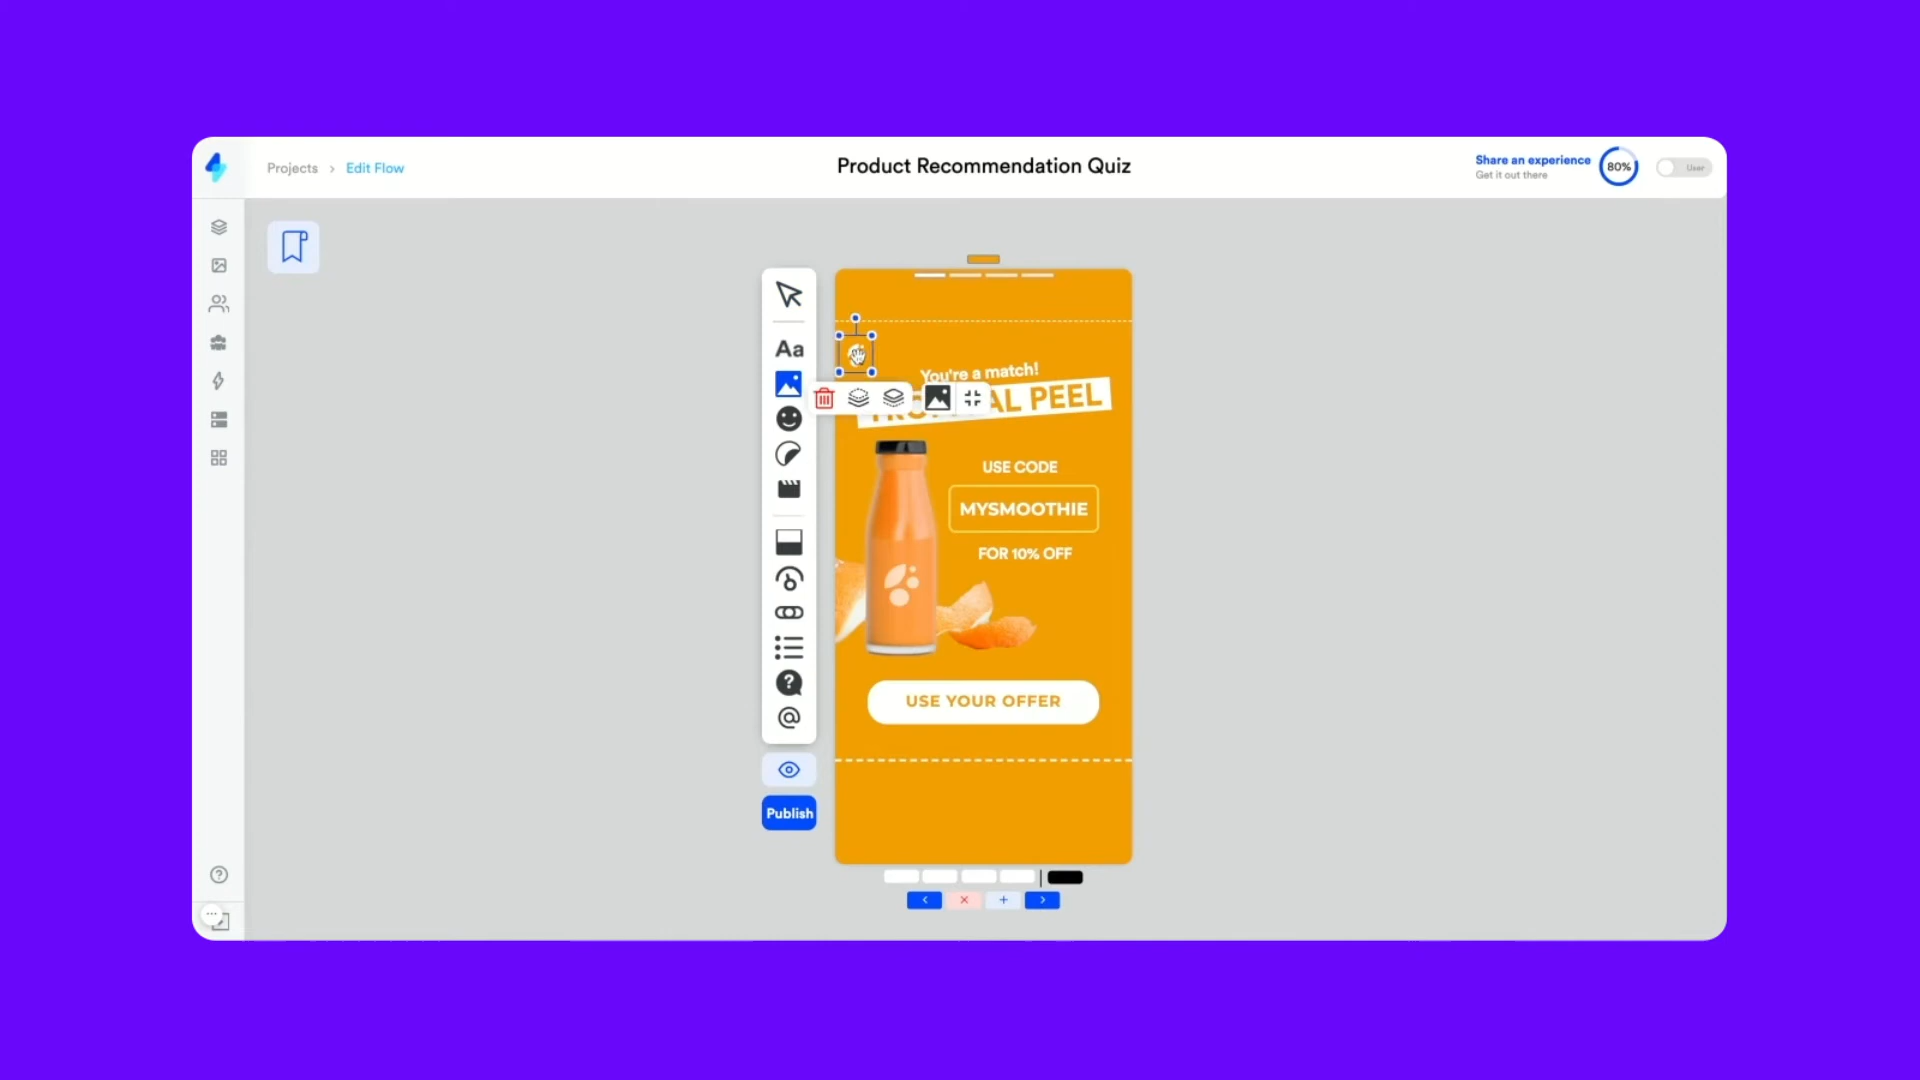 Projects > Edit Flow
Product Recommendation Quiz
Share an experience
Get it out there
80%
User
Aa
You're a match!
AL PEEL
USE CODE
MYSMOOTHIE
FOR 10% OFF
USE YOUR OFFER
Publish